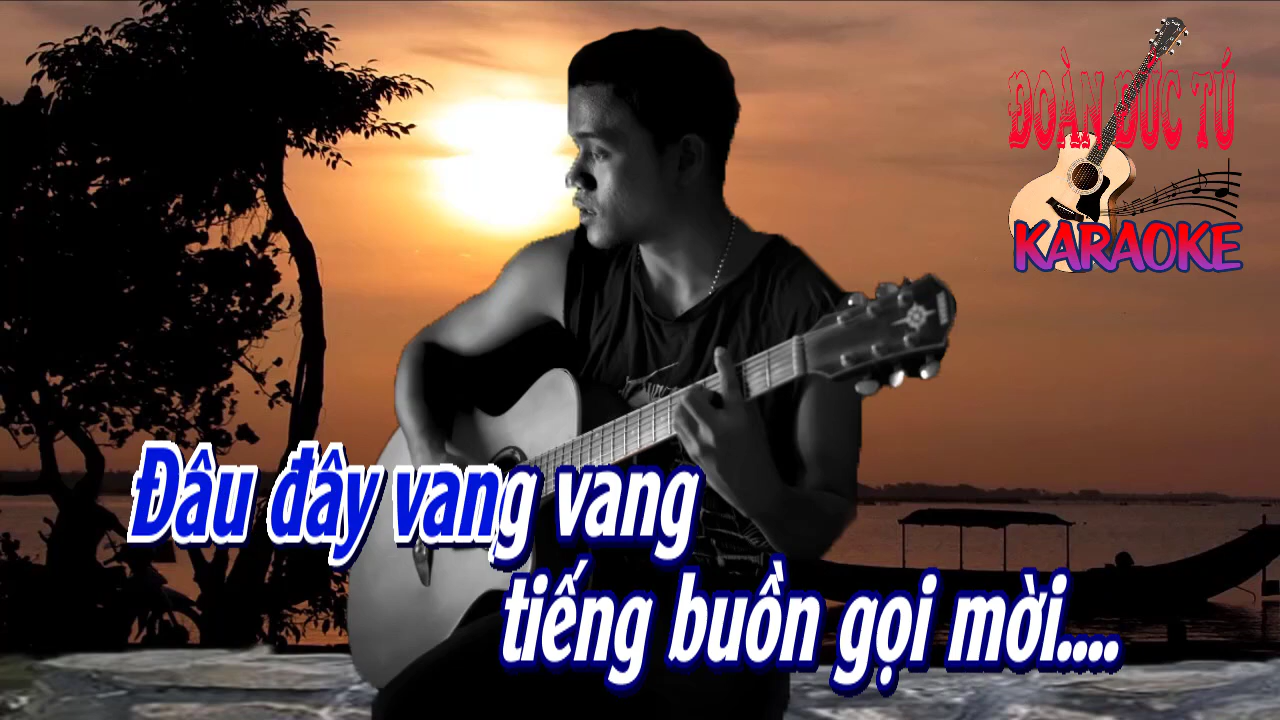 ĐOÀN ĐỨC TÚ
KARAOKE
Đâu đây vang vang
tiếng buồn gọi mời....